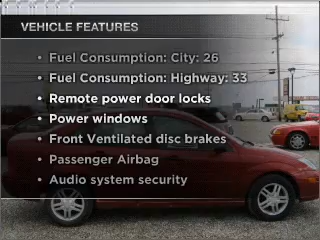 VEHICLE FEATURES
• Fuel Consumption: City: 26
• Fuel Consumption: Highway: 33
• Remote power door locks
• Power windows
• Front Ventilated disc brakes
• Passenger Airbag
• Audio system security